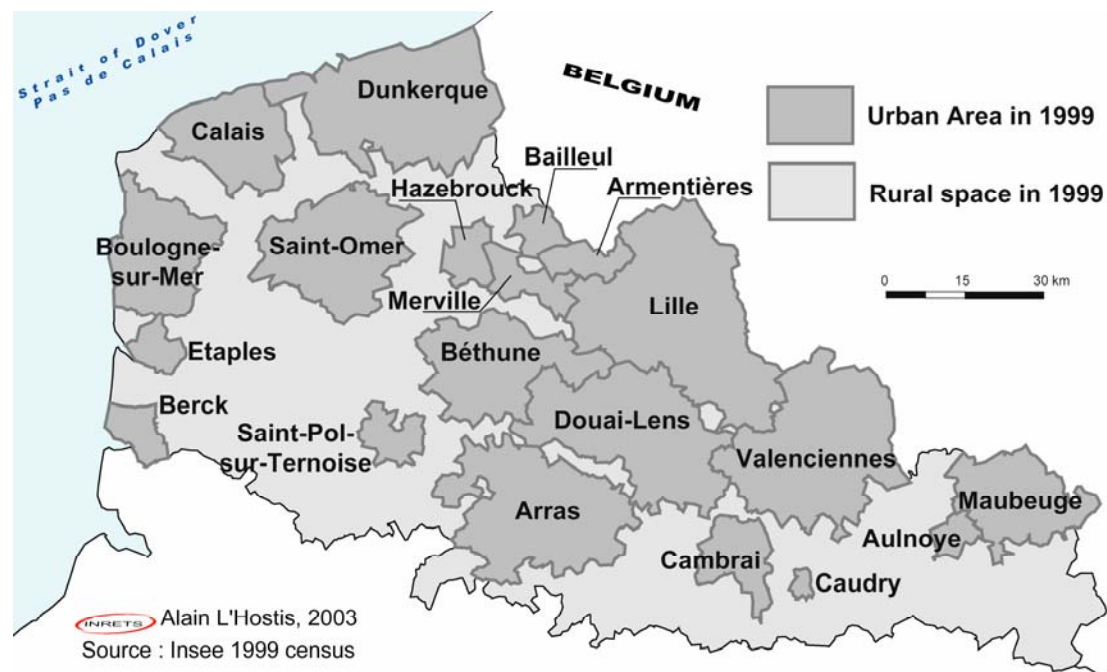 Strait of Dover
Pas de Calais
BELGIUM
Dunkerque
Calais
Urban Area in 1999
Bailleul
Hazebrouck
Armentières
Rural space in 1999
Boulogne-
sur-Mer
Saint-Omer
0 15 30 km
Merville
Lille
Etaples
Béthune
Berck
Saint-Pol-
sur-Ternoise
Douai-Lens
Valenciennes
Maubeuge
Arras
Aulnoye
Cambrai
Caudry
INRETS Alain L'Hostis, 2003
Source : Insee 1999 census